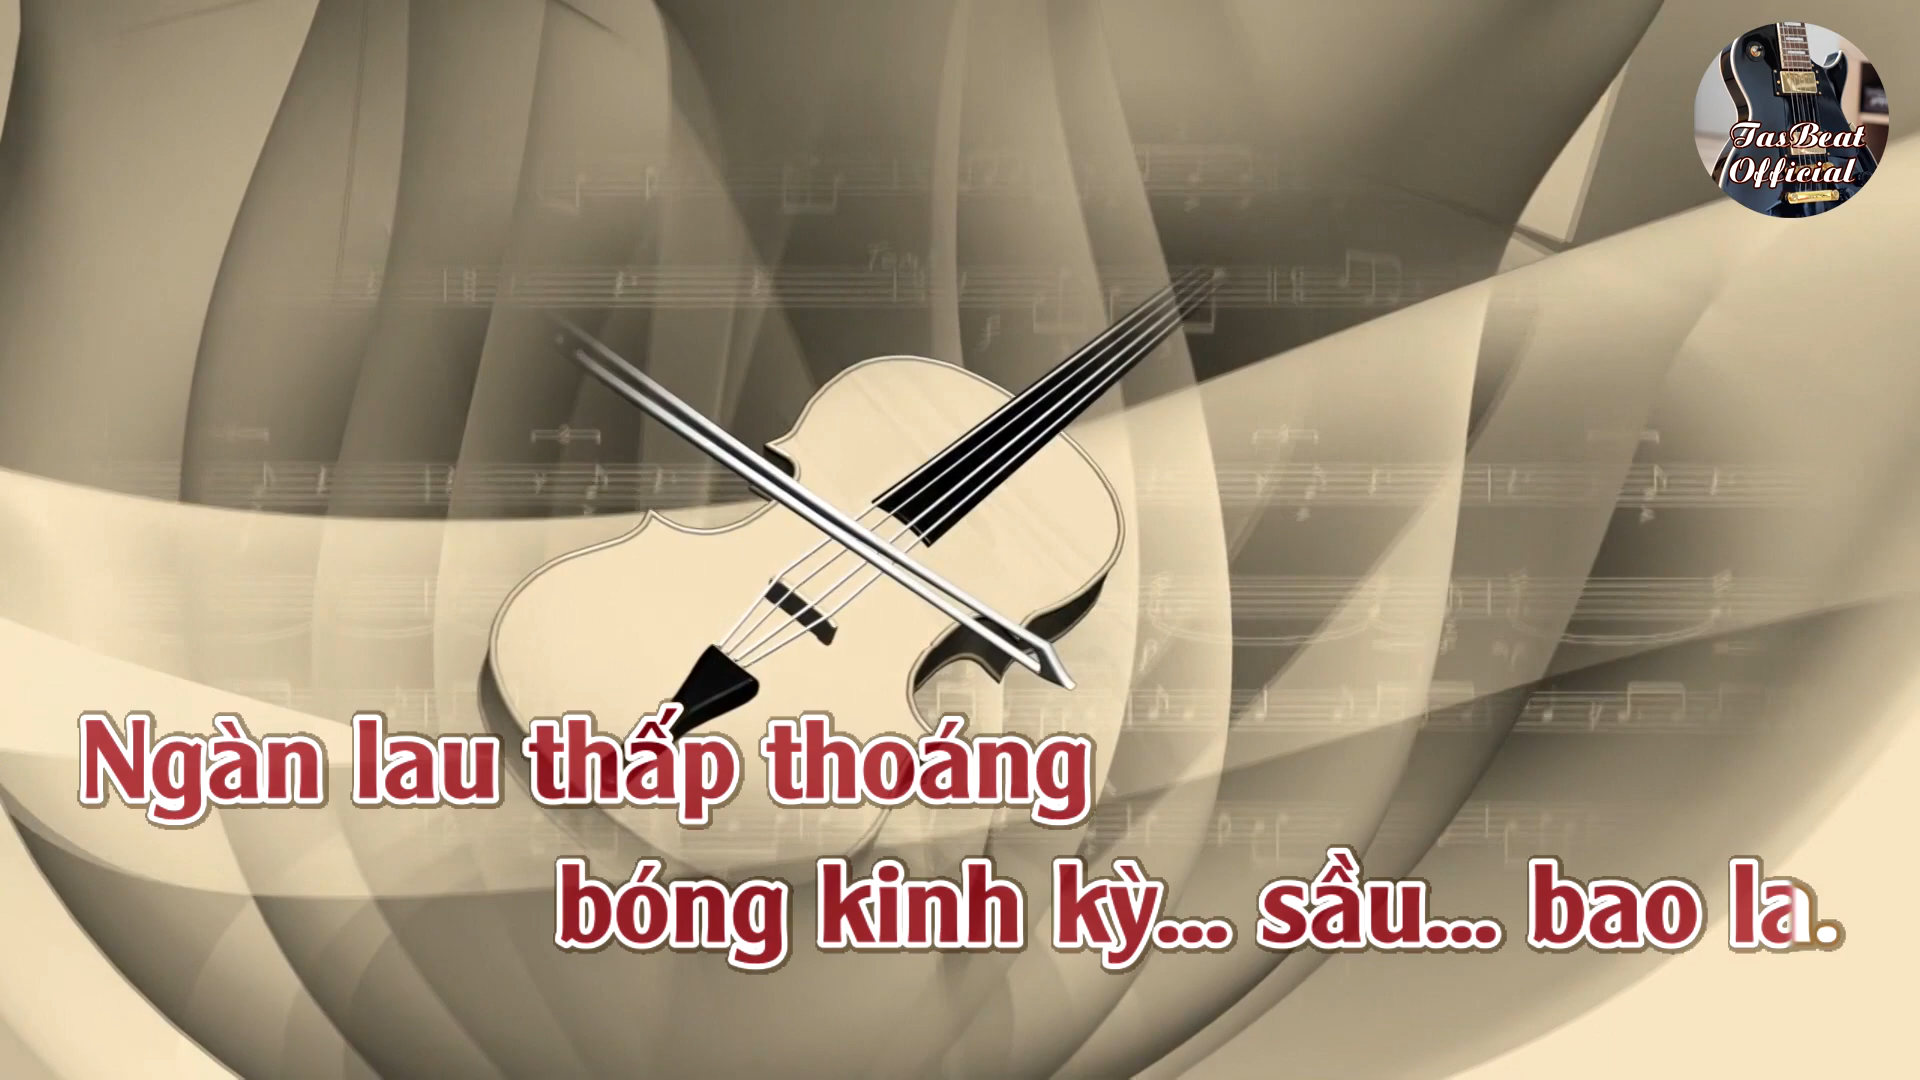 TasBeat
Official
Ngàn lau thấp thoáng
bóng kinh kỳ... sầu... bao la.